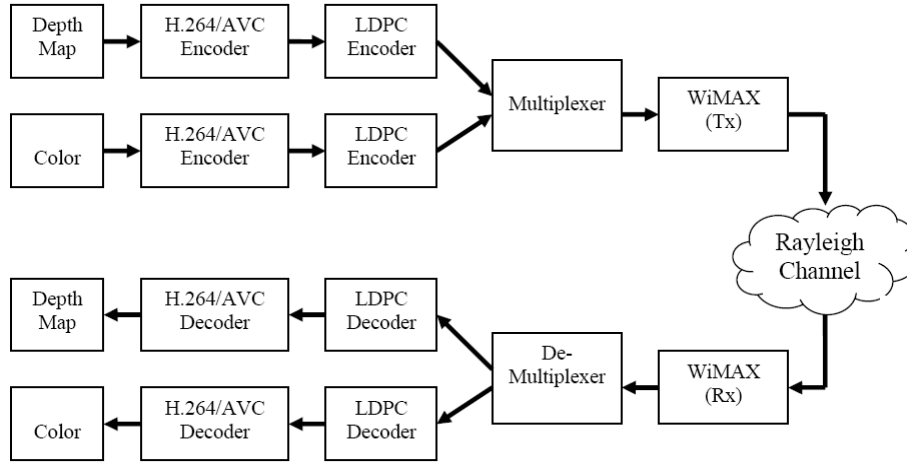 Depth
Map
H.264/AVC
Encoder
LDPC
Encoder
Color
H.264/AVC
Encoder
LDPC
Encoder
Multiplexer
WiMAX
(Tx)
Rayleigh
Channel
Depth
Map
H.264/AVC
Decoder
LDPC
Decoder
Color
H.264/AVC
Decoder
LDPC
Decoder
De-
Multiplexer
WiMAX
(Rx)